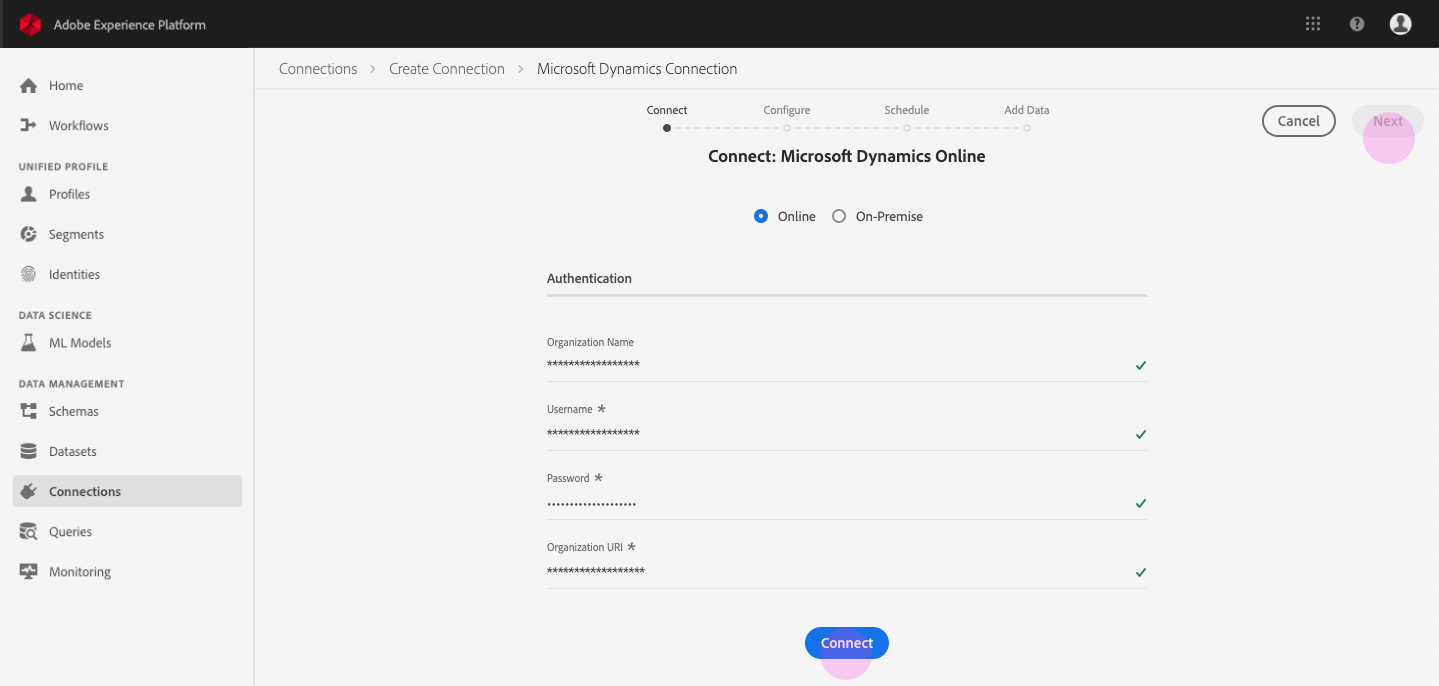 Adobe Experience Platform
Home
Workflows
UNIFIED PROFILE
Profiles
Segments
Identities
DATA SCIENCE
ML Models
DATA MANAGEMENT
Schemas
Datasets
Connections
Queries
Monitoring
Connections > Create Connection > Microsoft Dynamics Connection
Connect Configure Schedule Add Data
Cancel Next
Connect: Microsoft Dynamics Online
Online On-Premise
Authentication
Organization Name
*****************
Username *
*****************
Password *
••••••••••••••••••••
Organization URI *
******************
Connect